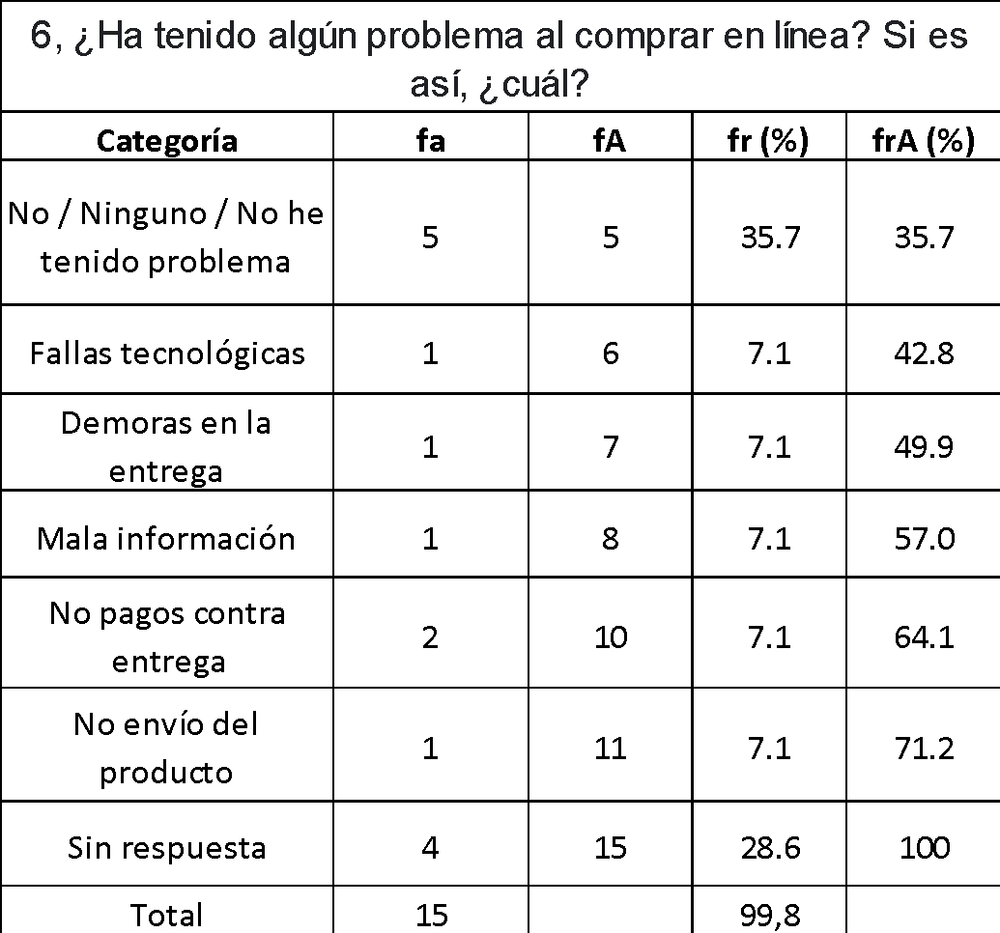 6, ¿Ha tenido algún problema al comprar en línea? Si es
así, ¿cuál?
Categoría fa fA fr (%) frA (%)
No / Ninguno / No he
tenido problema 5 5 35.7 35.7
Fallas tecnológicas 1 6 7.1 42.8
Demoras en la
entrega 1 7 7.1 49.9
Mala información 1 8 7.1 57.0
No pagos contra
entrega 2 10 7.1 64.1
No envío del
producto 1 11 7.1 71.2
Sin respuesta 4 15 28.6 100
Total 15 99,8